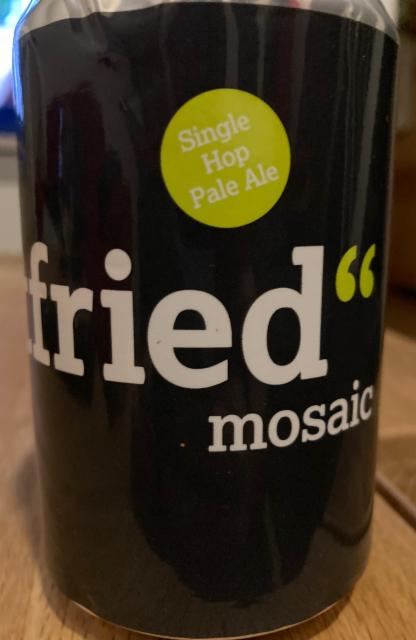 Single
Hop
Pale Ale
fried“
mosaic